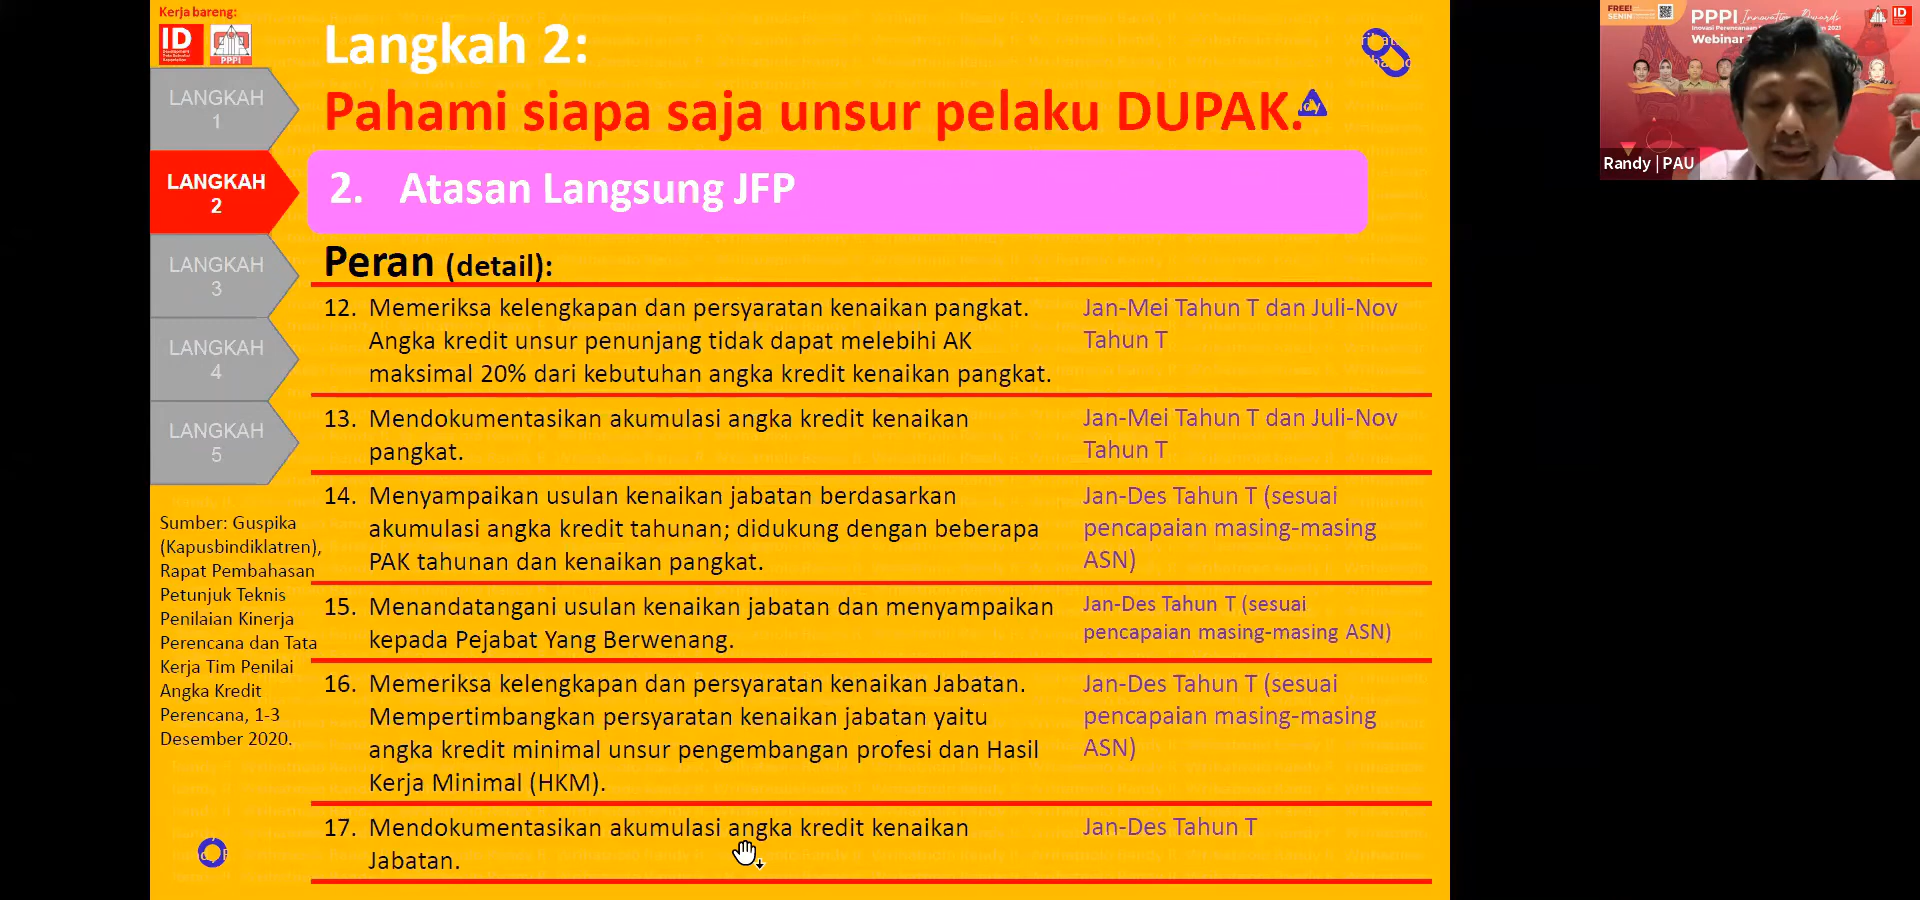 Kerja bareng:
ID
PPPI
Langkah 2:
Pahami siapa saja unsur pelaku DUPAK.
LANGKAH
1
LANGKAH
2
LANGKAH
3
LANGKAH
4
LANGKAH
5
2. Atasan Langsung JFP
Peran (detail):
12. Memeriksa kelengkapan dan persyaratan kenaikan pangkat.
Angka kredit unsur penunjang tidak dapat melebihi AK
maksimal 20% dari kebutuhan angka kredit kenaikan pangkat.
Jan-Mei Tahun T dan Juli-Nov
Tahun T
13. Mendokumentasikan akumulasi angka kredit kenaikan
pangkat.
Jan-Mei Tahun T dan Juli-Nov
Tahun T
14. Menyampaikan usulan kenaikan jabatan berdasarkan
akumulasi angka kredit tahunan; didukung dengan beberapa
PAK tahunan dan kenaikan pangkat.
Jan-Des Tahun T (sesuai
pencapaian masing-masing
ASN)
15. Menandatangani usulan kenaikan jabatan dan menyampaikan
kepada Pejabat Yang Berwenang.
Jan-Des Tahun T (sesuai
pencapaian masing-masing ASN)
16. Memeriksa kelengkapan dan persyaratan kenaikan Jabatan.
Mempertimbangkan persyaratan kenaikan jabatan yaitu
angka kredit minimal unsur pengembangan profesi dan Hasil
Kerja Minimal (HKM).
Jan-Des Tahun T (sesuai
pencapaian masing-masing
ASN)
17. Mendokumentasikan akumulasi angka kredit kenaikan
Jabatan.
Jan-Des Tahun T
Sumber: Guspika
(Kapusbindiklatren),
Rapat Pembahasan
Petunjuk Teknis
Penilaian Kinerja
Perencana dan Tata
Kerja Tim Penilai
Angka Kredit
Perencana, 1-3
Desember 2020.
FREE!
SENIN
PPPI Innovation Awards
Webinar
ID
Randy | PAU